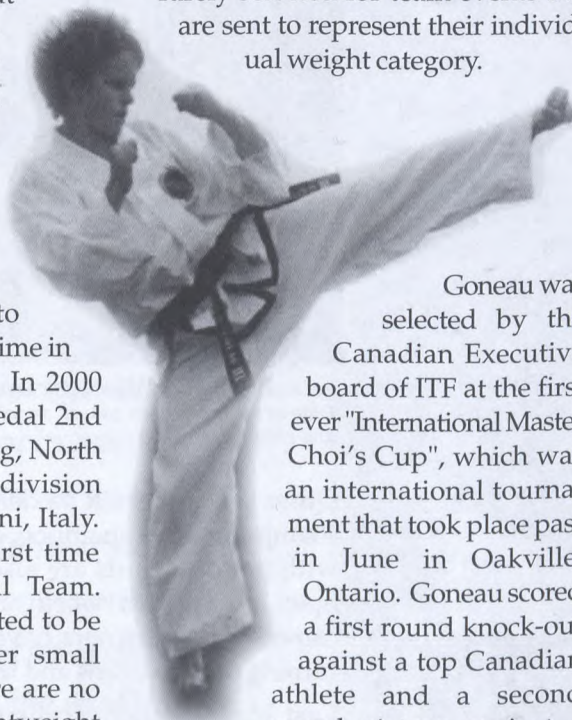 are sent to represent their individ
ual weight category.
to
ime in
In 2000
edal 2nd
g, North
division
ni, Italy.
rst time
l Team.
ted to be
er small
re are no
Goneau wa
selected by th
Canadian Executiv
board of ITF at the firs
ever "International Maste
Choi's Cup", which wa
an international tourna
ment that took place pas
in June in Oakville
Ontario. Goneau scored
a first round knock-ou
against a top Canadian
athlete and a second